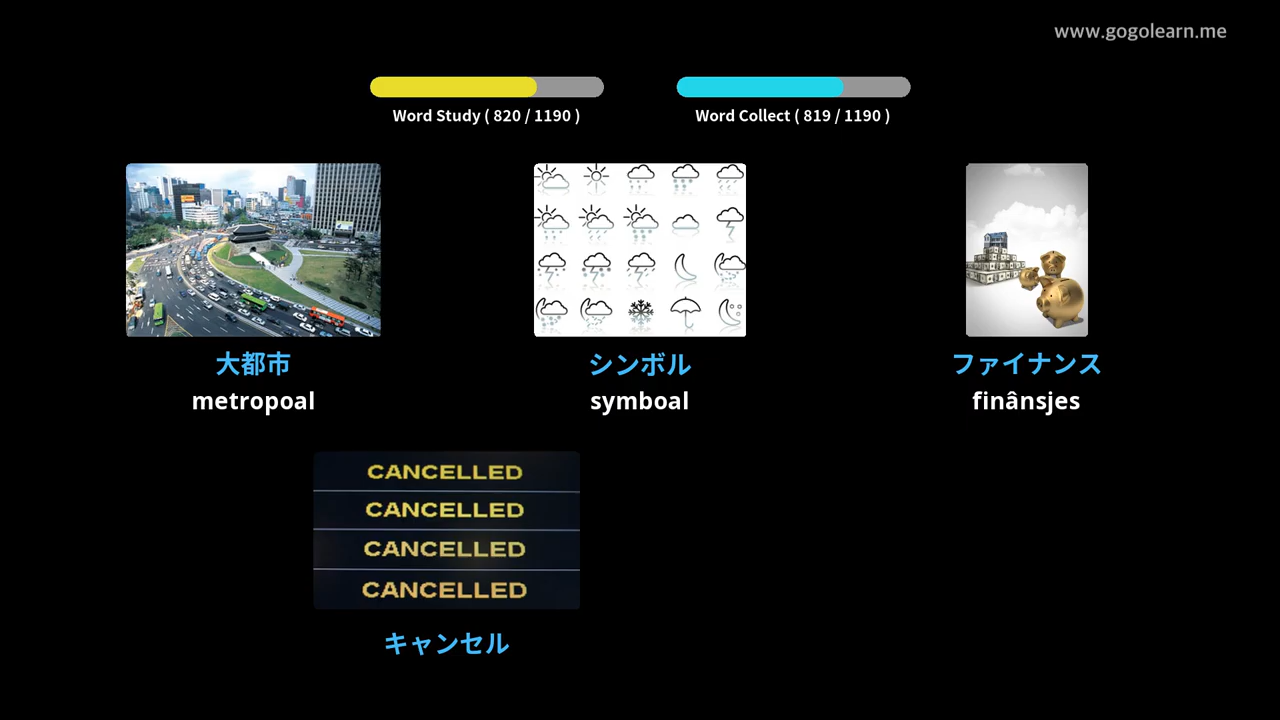 www.gogolearn.me
Word Study ( 820 / 1190 )
Word Collect ( 819 / 1190 )
大都市
metropoal
シンボル
symboal
ファイナンス
finânsjes
CANCELLED
CANCELLED
CANCELLED
CANCELLED
キャンセル